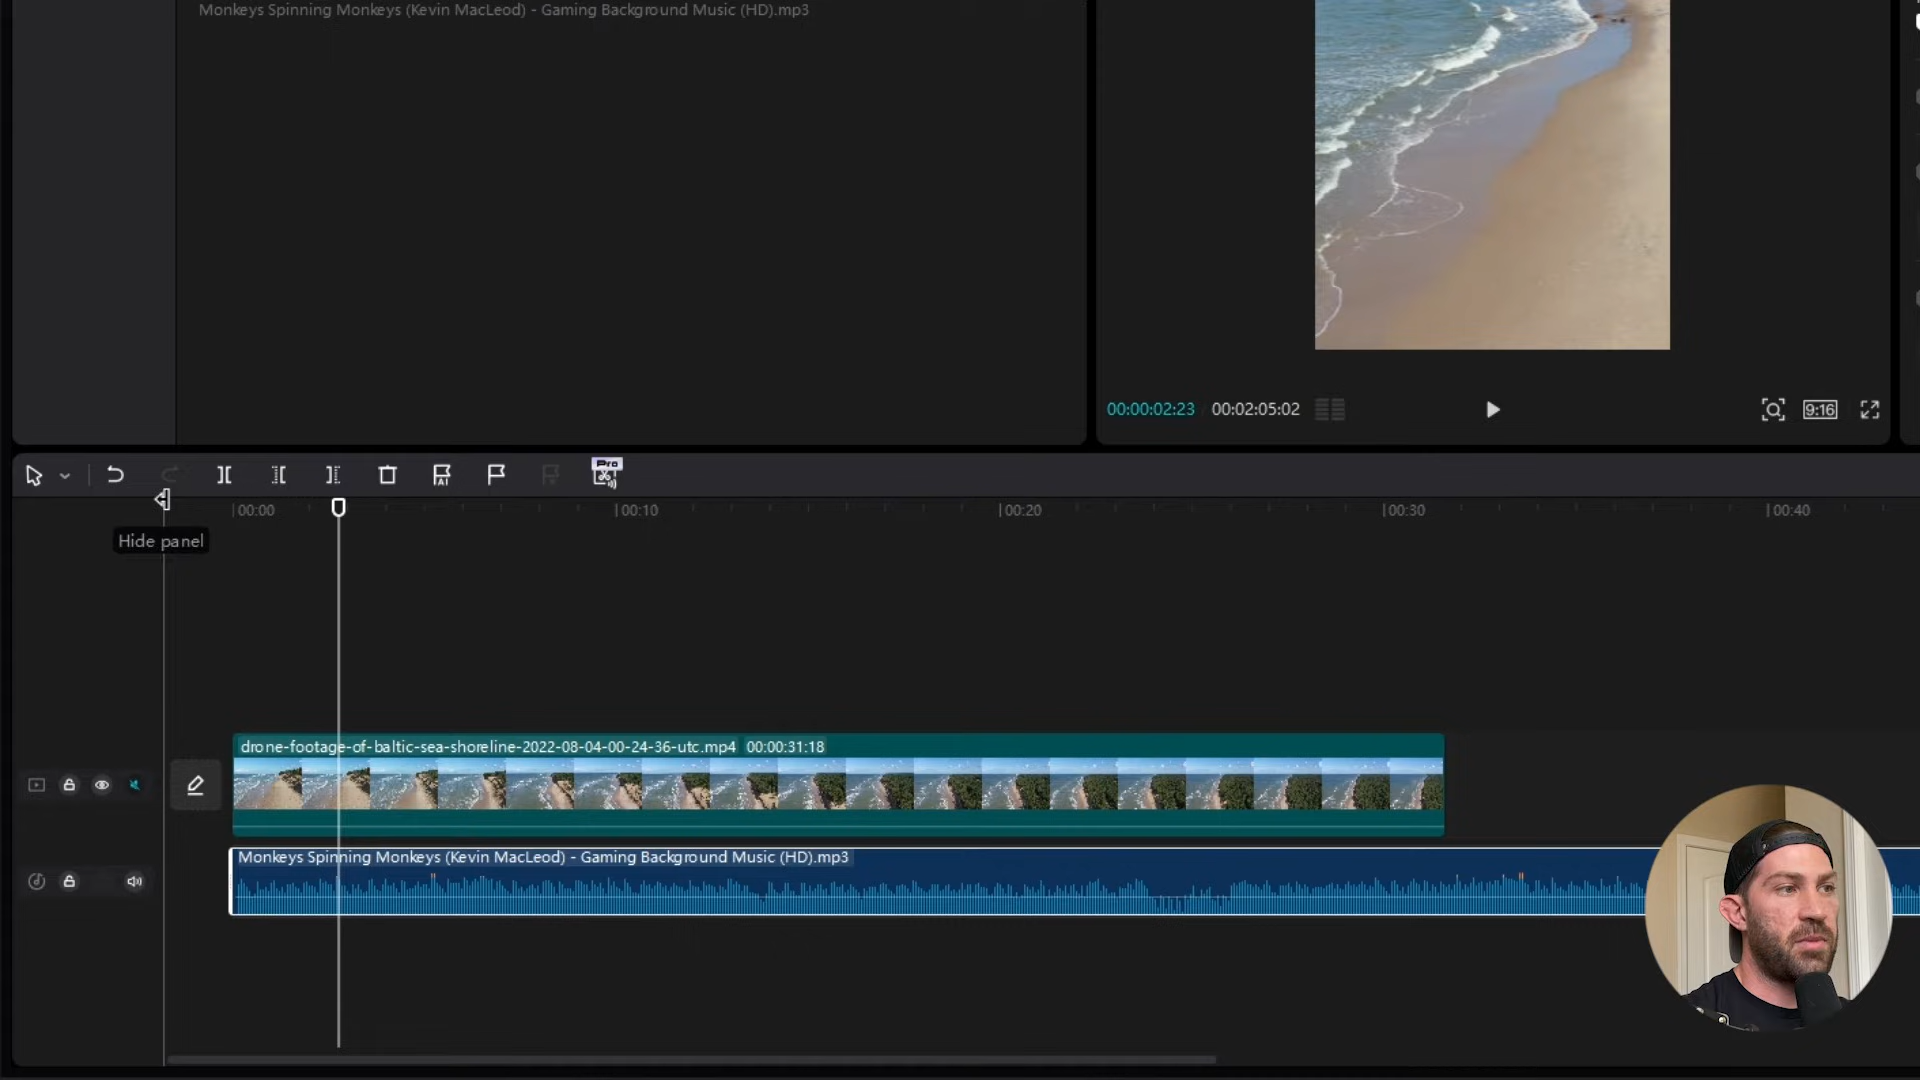 Monkeys Spinning Monkeys (Kevin MacLeod) - Gaming Background Music (HD).mp3
00:00:02:23 00:02:05:02
9:16
AI
Pro
00:00 00:10 00:20 00:30 00:40
Hide panel
drone-footage-of-baltic-sea-shoreline-2022-08-04-00-24-36-utc.mp4 00:00:31:18
Monkeys Spinning Monkeys (Kevin MacLeod) - Gaming Background Music (HD).mp3